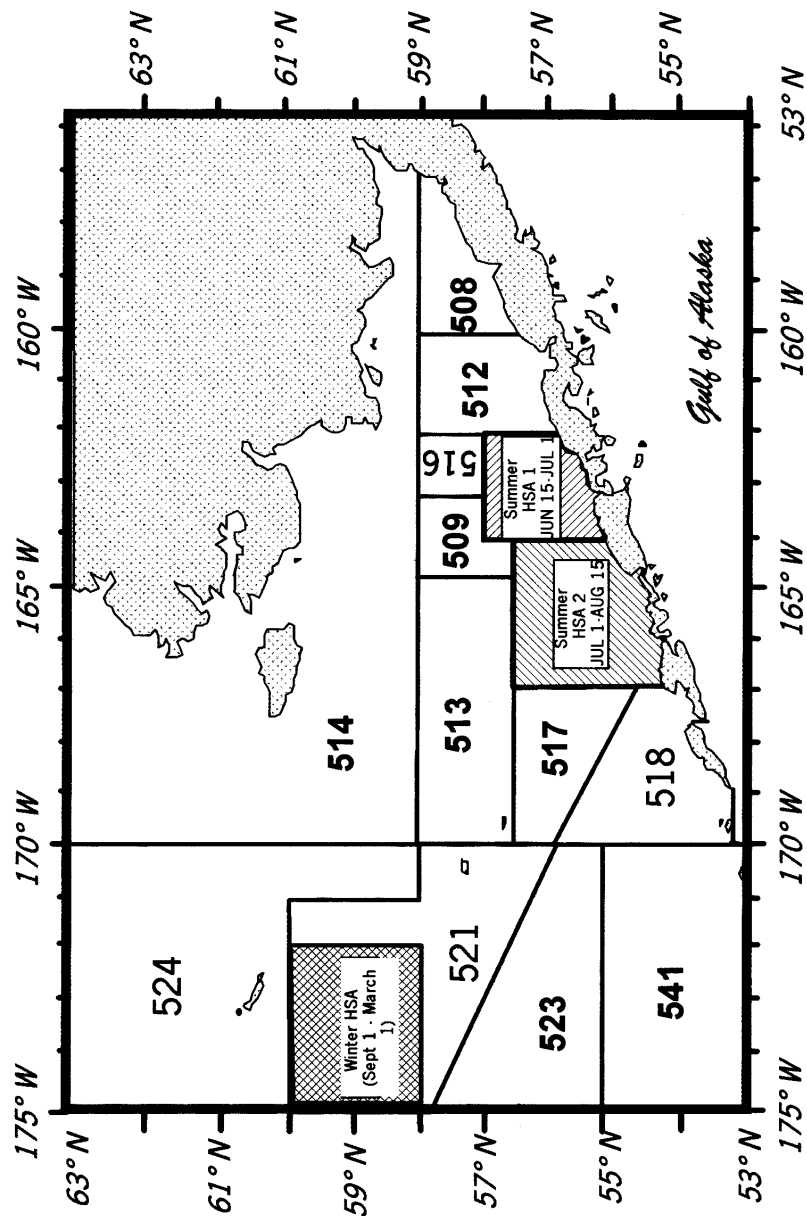 63° N
61° N
59° N
57° N
55° N
53° N
160° W
165° W
170° W
175° W
160° W
165° W
170° W
175° W
63° N
61° N
59° N
57° N
55° N
53° N
508
512
516
509
Summer
HSA 1
JUN 15-JUL 1
Summer
HSA 2
JUL 1-AUG 15
514
513
517
518
524
521
523
541
Winter HSA
(Sept 1 - March
1)
Gulf of Alaska